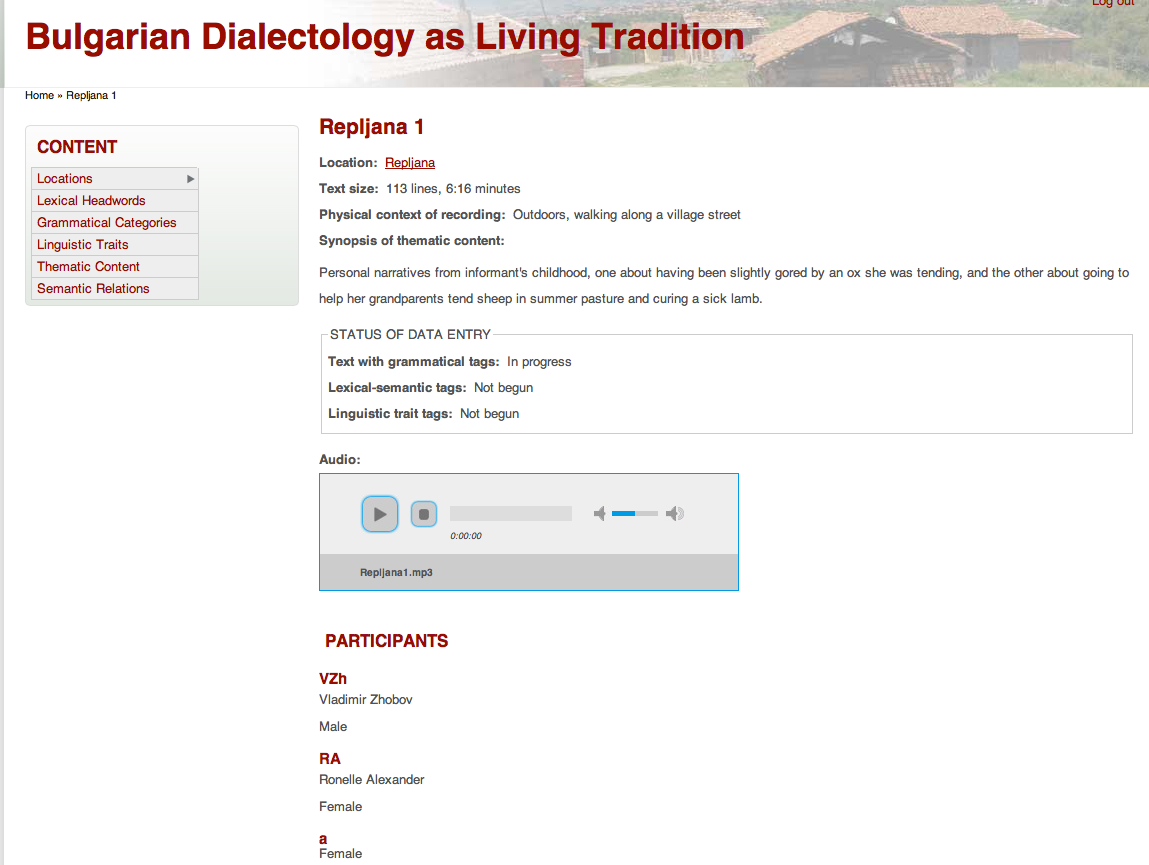 Log out
Bulgarian Dialectology as Living Tradition
Home » Repljana 1
CONTENT
Locations
Lexical Headwords
Grammatical Categories
Linguistic Traits
Thematic Content
Semantic Relations
Repljana 1
Location: Repljana
Text size: 113 lines, 6:16 minutes
Physical context of recording: Outdoors, walking along a village street
Synopsis of thematic content:
Personal narratives from informant's childhood, one about having been slightly gored by an ox she was tending, and the other about going to
help her grandparents tend sheep in summer pasture and curing a sick lamb.
STATUS OF DATA ENTRY
Text with grammatical tags: In progress
Lexical-semantic tags: Not begun
Linguistic trait tags: Not begun
Audio:
0:00:00
Repljana1.mp3
PARTICIPANTS
VZh
Vladimir Zhobov
Male
RA
Ronelle Alexander
Female
a
Female